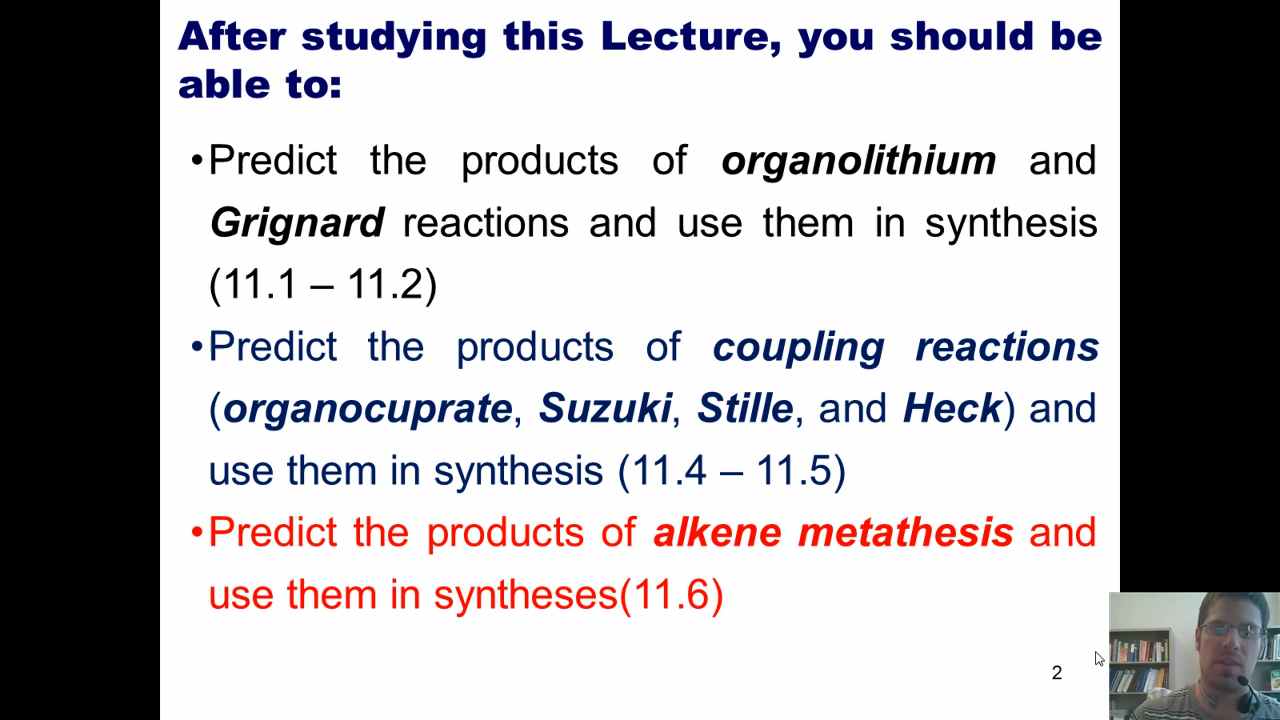 After studying this Lecture, you should be
able to:
•Predict the products of organolithium and
Grignard reactions and use them in synthesis
(11.1 – 11.2)
•Predict the products of coupling reactions
(organocuprate, Suzuki, Stille, and Heck) and
use them in synthesis (11.4 – 11.5)
•Predict the products of alkene metathesis and
use them in syntheses(11.6)
2